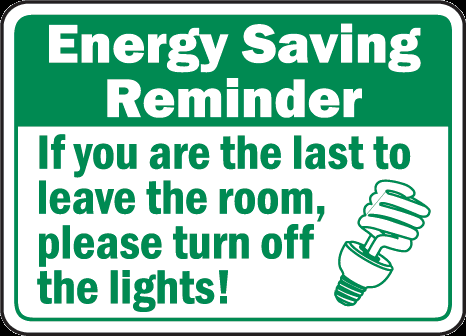 Energy Saving
Reminder
If you are the last to
leave the room,
please turn off
the lights!